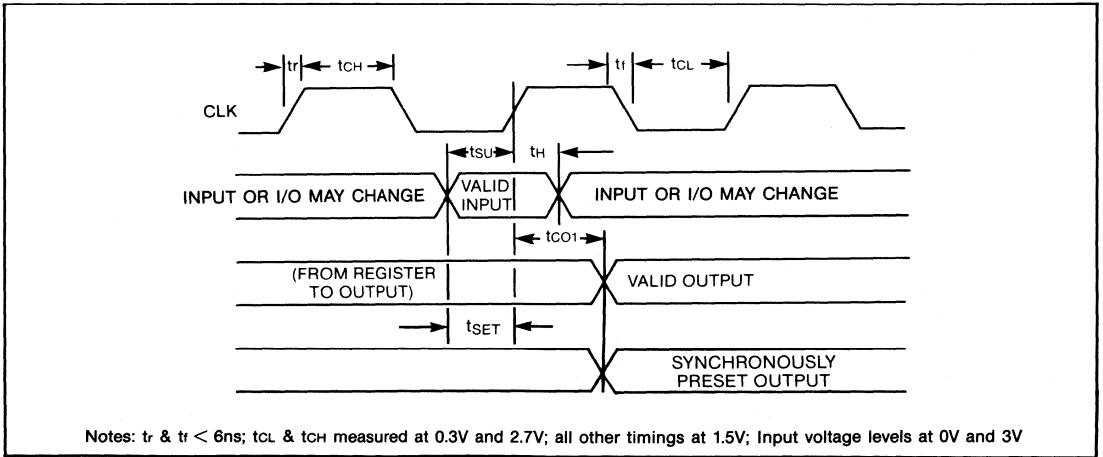 tr tCH tf tCL
CLK
tSU tH
INPUT OR I/O MAY CHANGE VALID INPUT INPUT OR I/O MAY CHANGE
tCO1
(FROM REGISTER TO OUTPUT) VALID OUTPUT
tSET
SYNCHRONOUSLY
PRESET OUTPUT
Notes: tr & tf < 6ns; tCL & tCH measured at 0.3V and 2.7V; all other timings at 1.5V; Input voltage levels at 0V and 3V